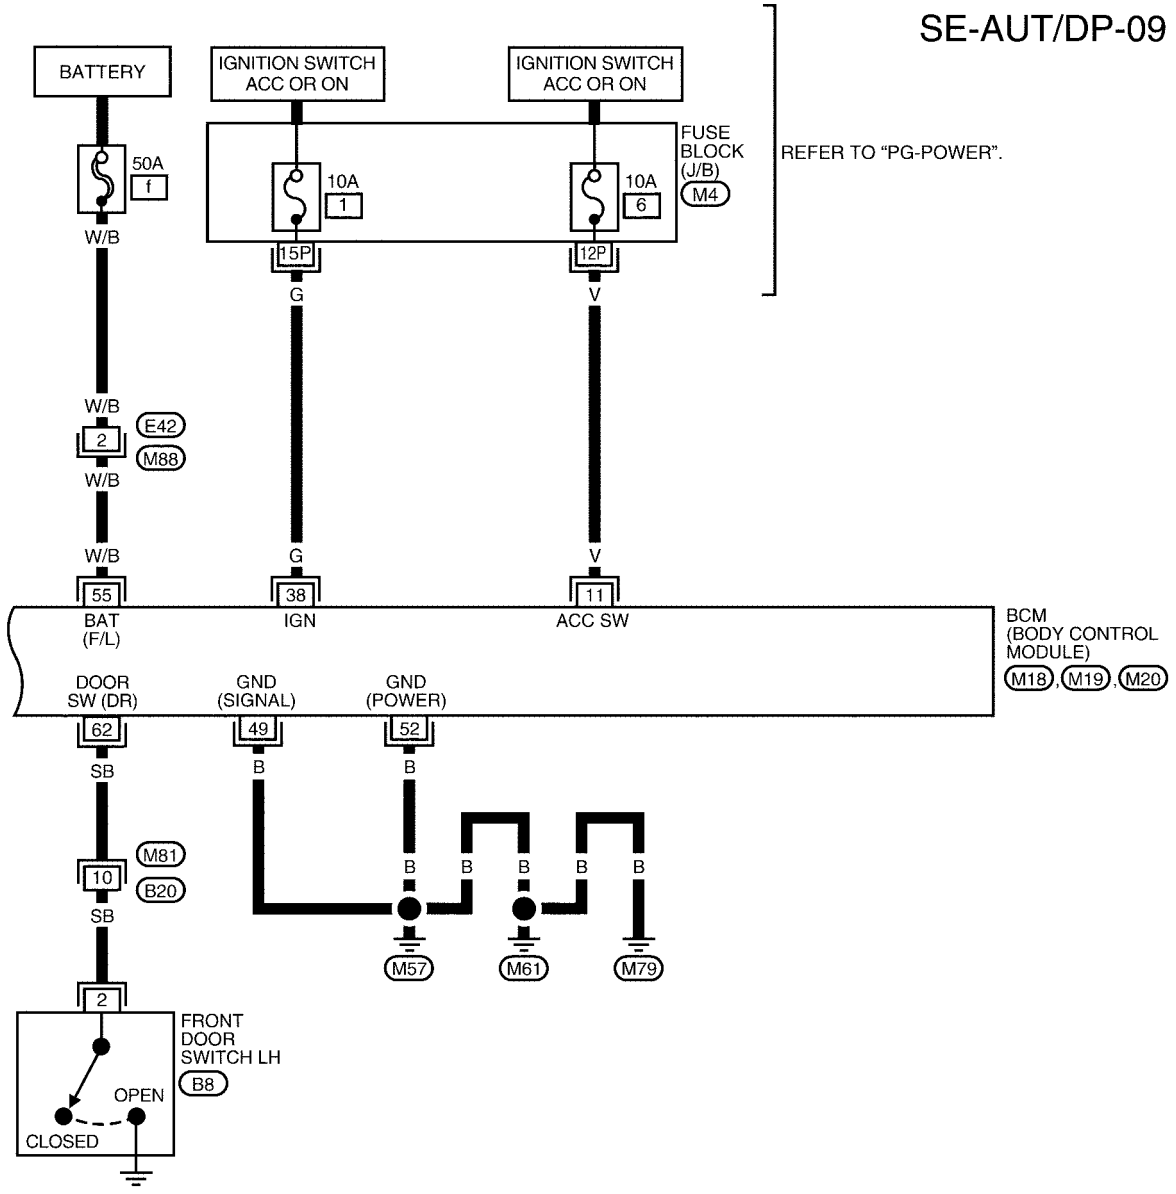 SE-AUT/DP-09
BATTERY
IGNITION SWITCH
ACC OR ON
IGNITION SWITCH
ACC OR ON
50A
f
10A
1
10A
6
FUSE
BLOCK
(J/B)
M4
REFER TO “PG-POWER”.
W/B
15P
12P
G
V
W/B
2
E42
M88
W/B
W/B
G
V
55
38
11
BAT
(F/L)
IGN
ACC SW
BCM
(BODY CONTROL
MODULE)
M18, M19, M20
DOOR
SW (DR)
GND
(SIGNAL)
GND
(POWER)
62
49
52
SB
B
B
M81
10
B20
B
B
B
B
B
SB
M57
M61
M79
2
FRONT
DOOR
SWITCH LH
B8
OPEN
CLOSED